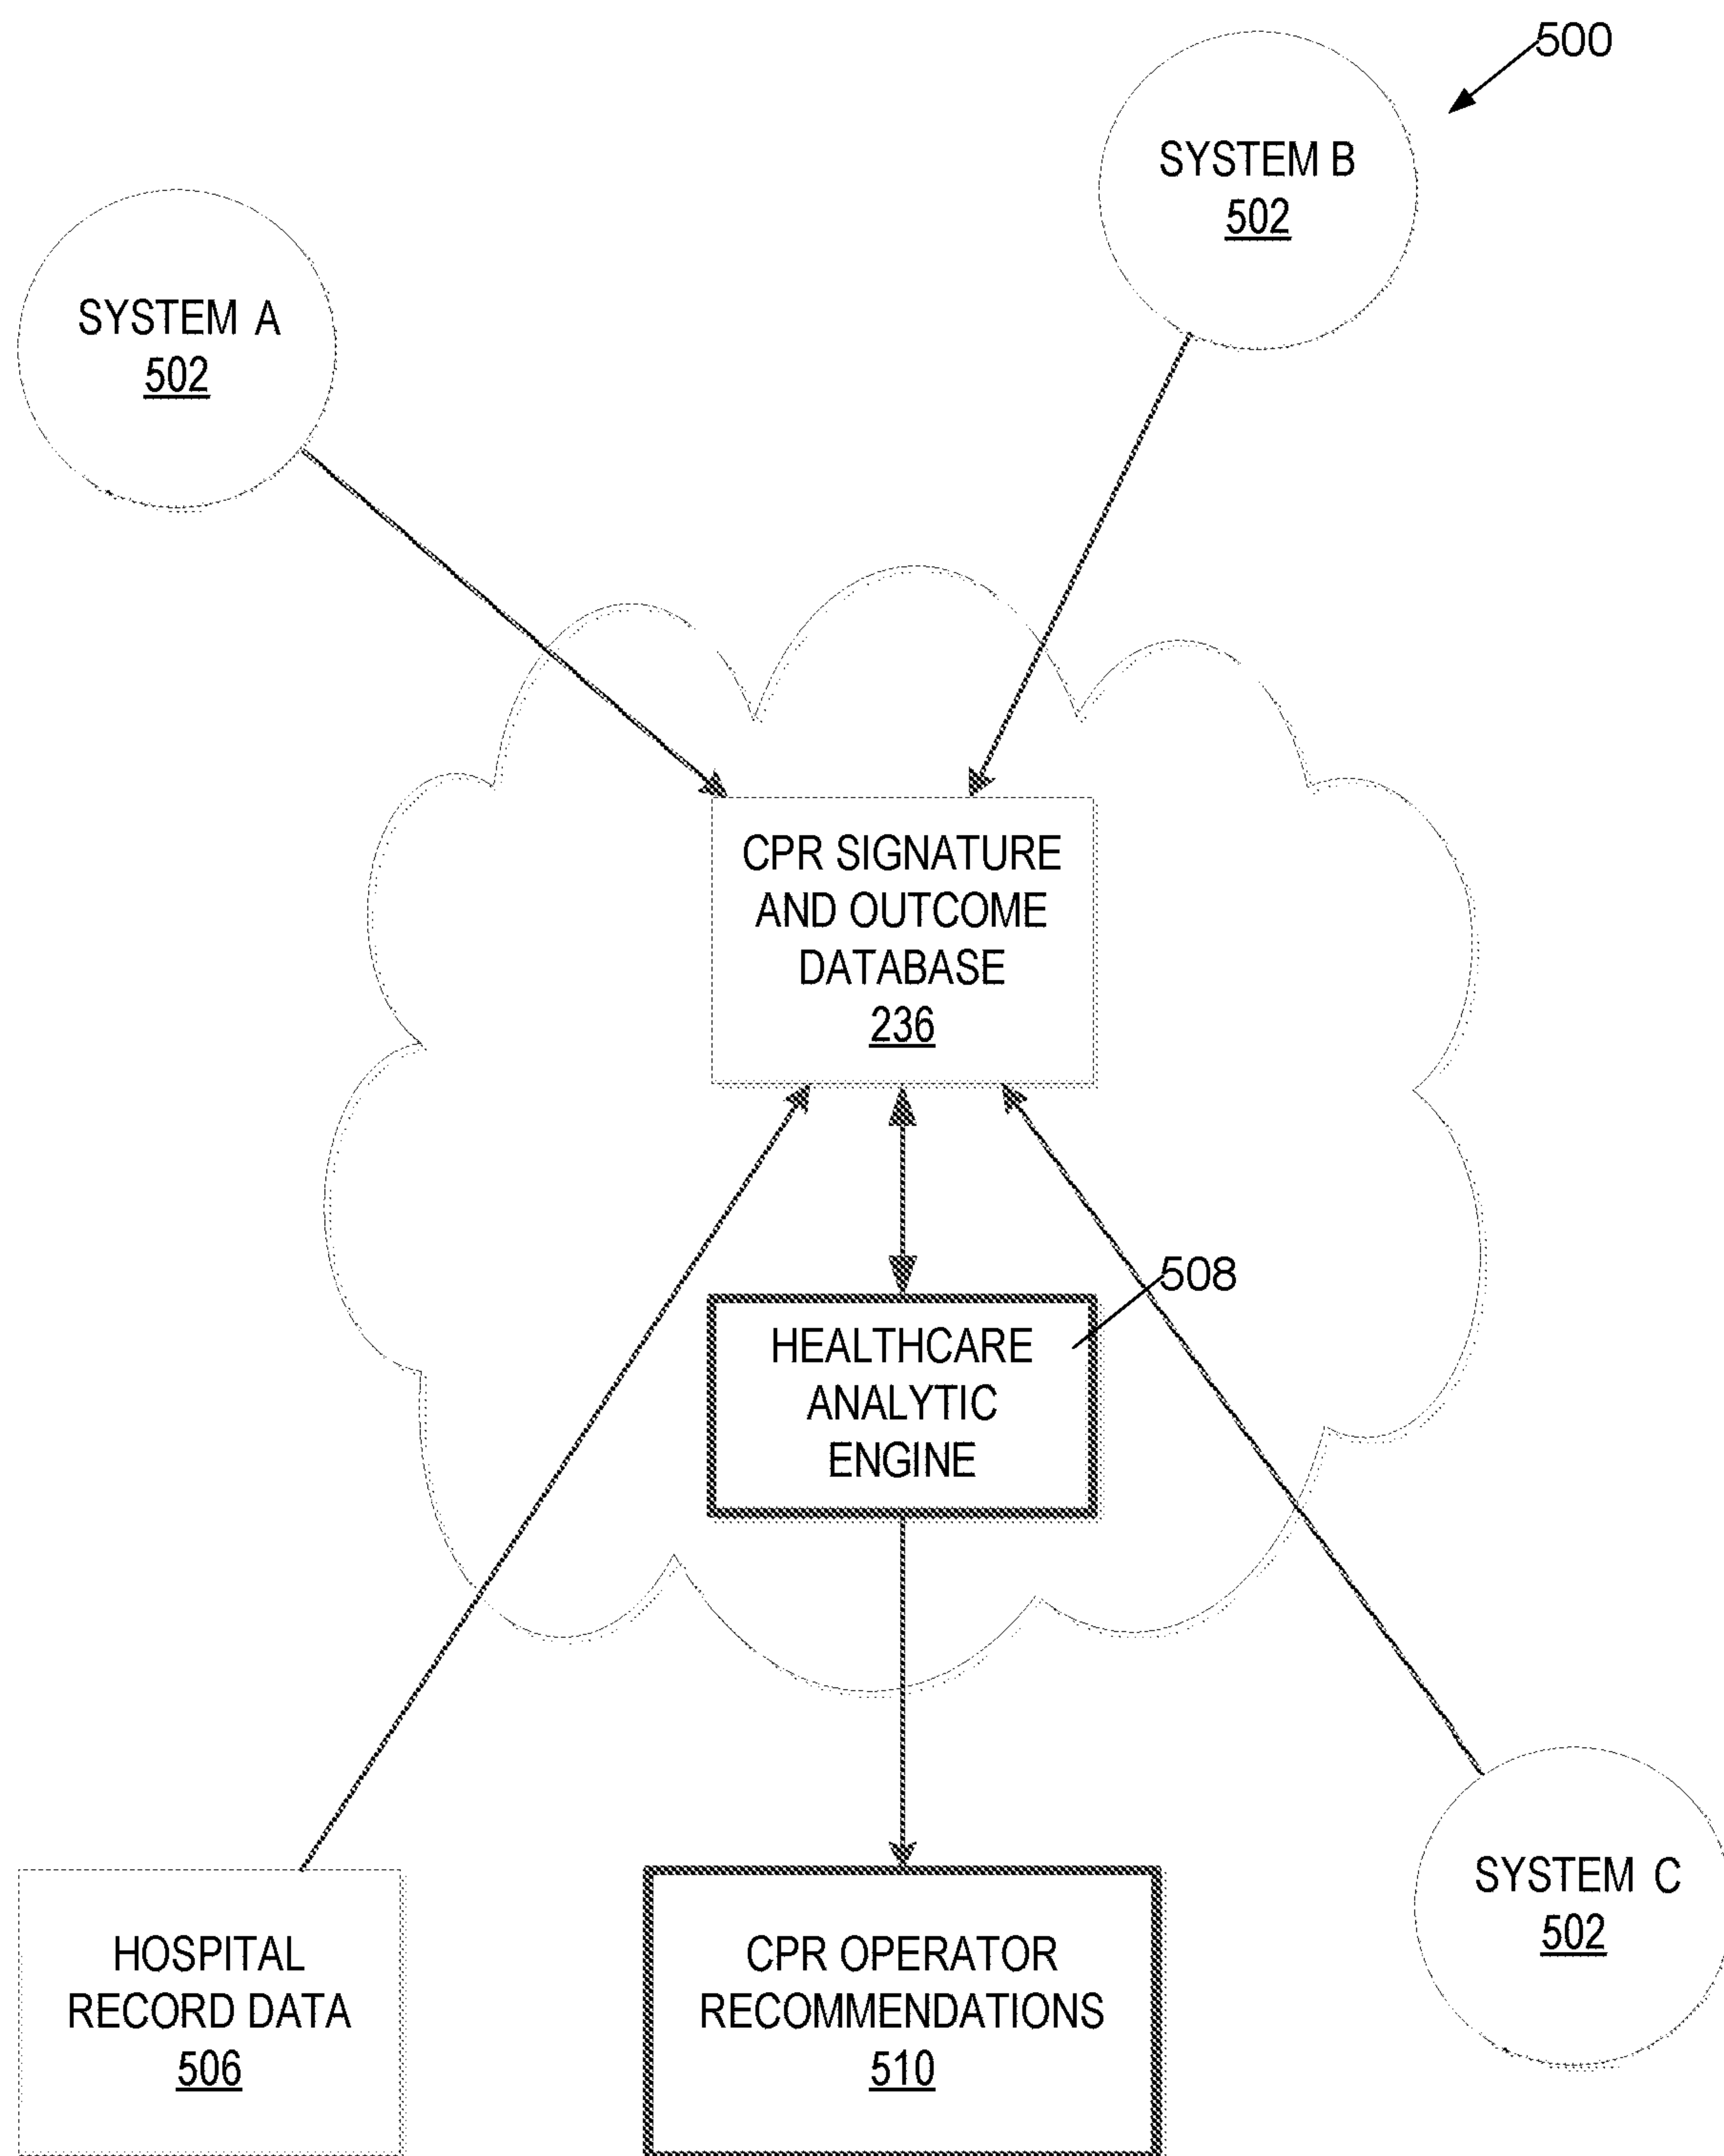 500
SYSTEM B
502
SYSTEM A
502
CPR SIGNATURE
AND OUTCOME
DATABASE
236
508
HEALTHCARE
ANALYTIC
ENGINE
SYSTEM C
502
HOSPITAL
RECORD DATA
506
CPR OPERATOR
RECOMMENDATIONS
510